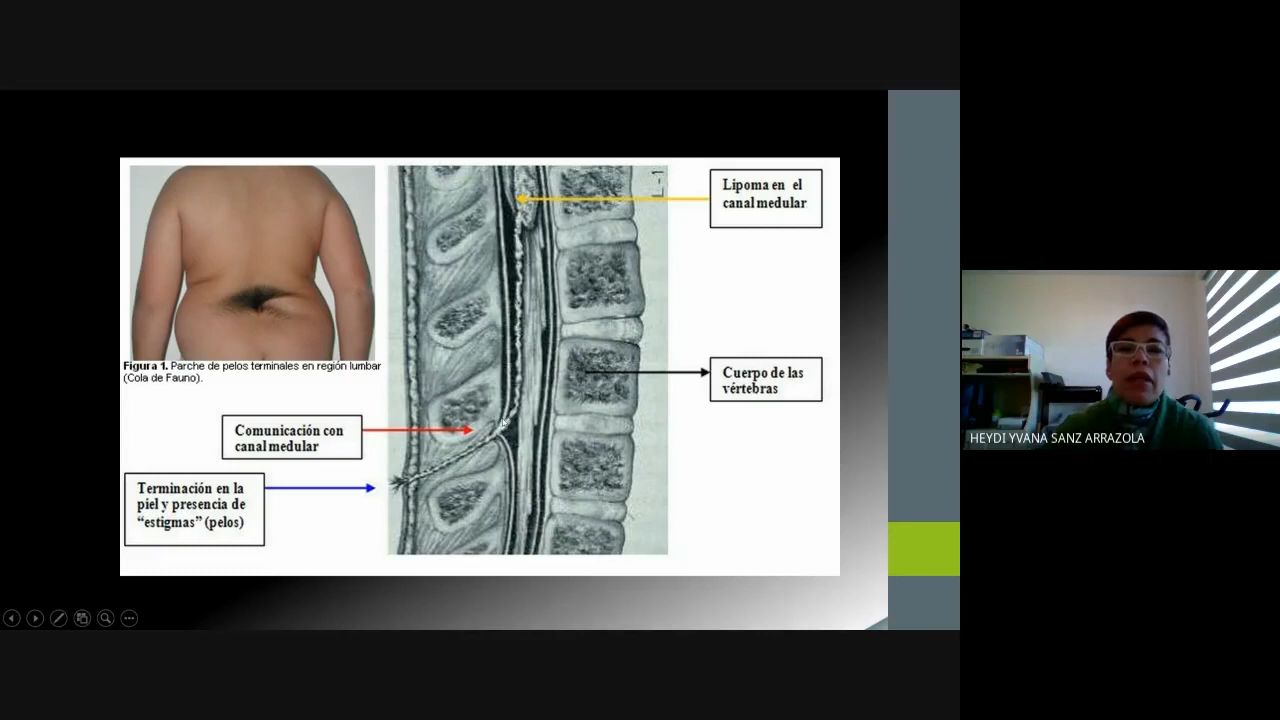 Lipoma en el
canal medular
L-1
Figura 1. Parche de pelos terminales en región lumbar
(Cola de Fauno).
Cuerpo de las
vértebras
Comunicación con
canal medular
Terminación en la
piel y presencia de
“estigmas” (pelos)
HEYDI YVANA SANZ ARRAZOLA